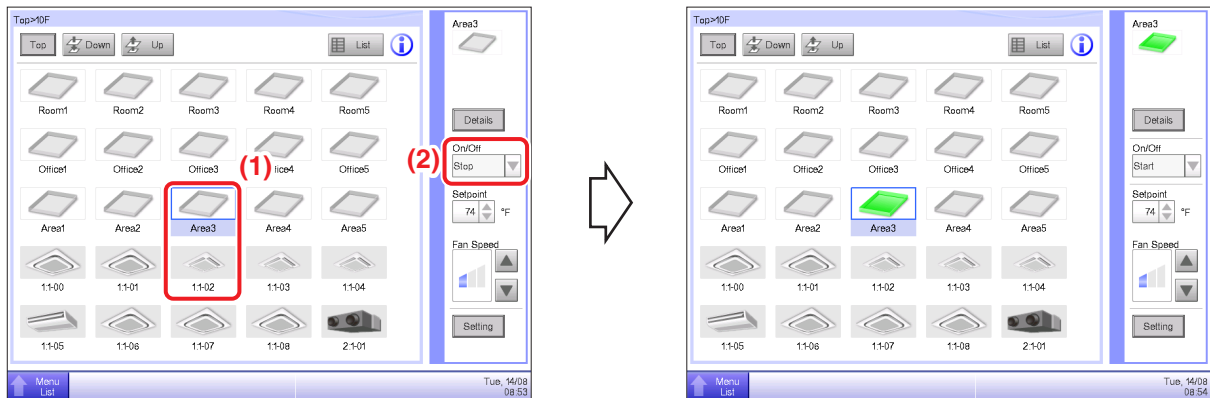 Top>10F
Top Down Up List
Room1 Room2 Room3 Room4 Room5
Office1 Office2 Office3 (1) fice4 Office5
Area1 Area2 Area3 Area4 Area5
1:1-00 1:1-01 1:1-02 1:1-03 1:1-04
1:1-05 1:1-06 1:1-07 1:1-08 2:1-01
Area3
Details
On/Off
(2) Stop
Setpoint
74 °F
Fan Speed
Setting
Menu List
Tue, 14/08
08:53
Top>10F
Top Down Up List
Room1 Room2 Room3 Room4 Room5
Office1 Office2 Office3 Office4 Office5
Area1 Area2 Area3 Area4 Area5
1:1-00 1:1-01 1:1-02 1:1-03 1:1-04
1:1-05 1:1-06 1:1-07 1:1-08 2:1-01
Area3
Details
On/Off
Start
Setpoint
74 °F
Fan Speed
Setting
Menu List
Tue, 14/08
08:54